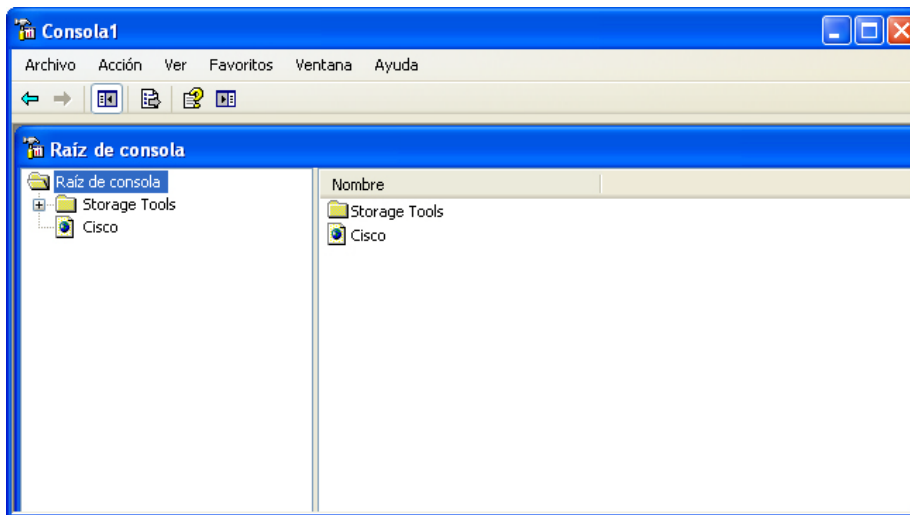 Consola1
Archivo Acción Ver Favoritos Ventana Ayuda
Raíz de consola
Raíz de consola
Storage Tools
Cisco
Nombre
Storage Tools
Cisco